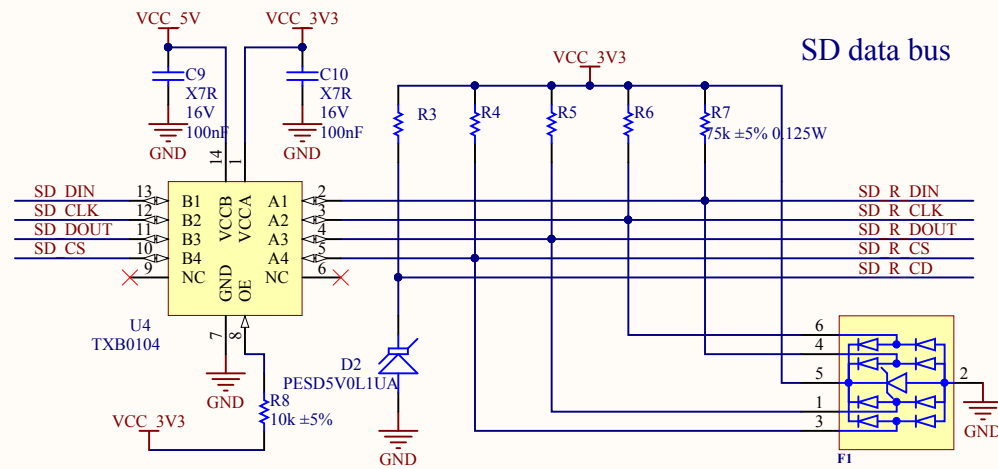 SD data bus
VCC_5V
VCC_3V3
VCC_3V3
C9
X7R
16V
100nF
GND
C10
X7R
16V
100nF
GND
R3
R4
R5
R6
R7
75k ±5% 0.125W
14
1
SD_DIN
13
B1
VCCB
VCCA
A1
2
SD_R_DIN
SD_CLK
12
B2
A2
3
SD_R_CLK
SD_DOUT
11
B3
A3
4
SD_R_DOUT
SD_CS
10
B4
A4
5
SD_R_CS
9
NC
GND
OE
NC
6
SD_R_CD
U4
TXB0104
7
8
GND
R8
10k ±5%
VCC_3V3
D2
PESD5V0L1UA
GND
6
4
5
1
3
2
GND
F1